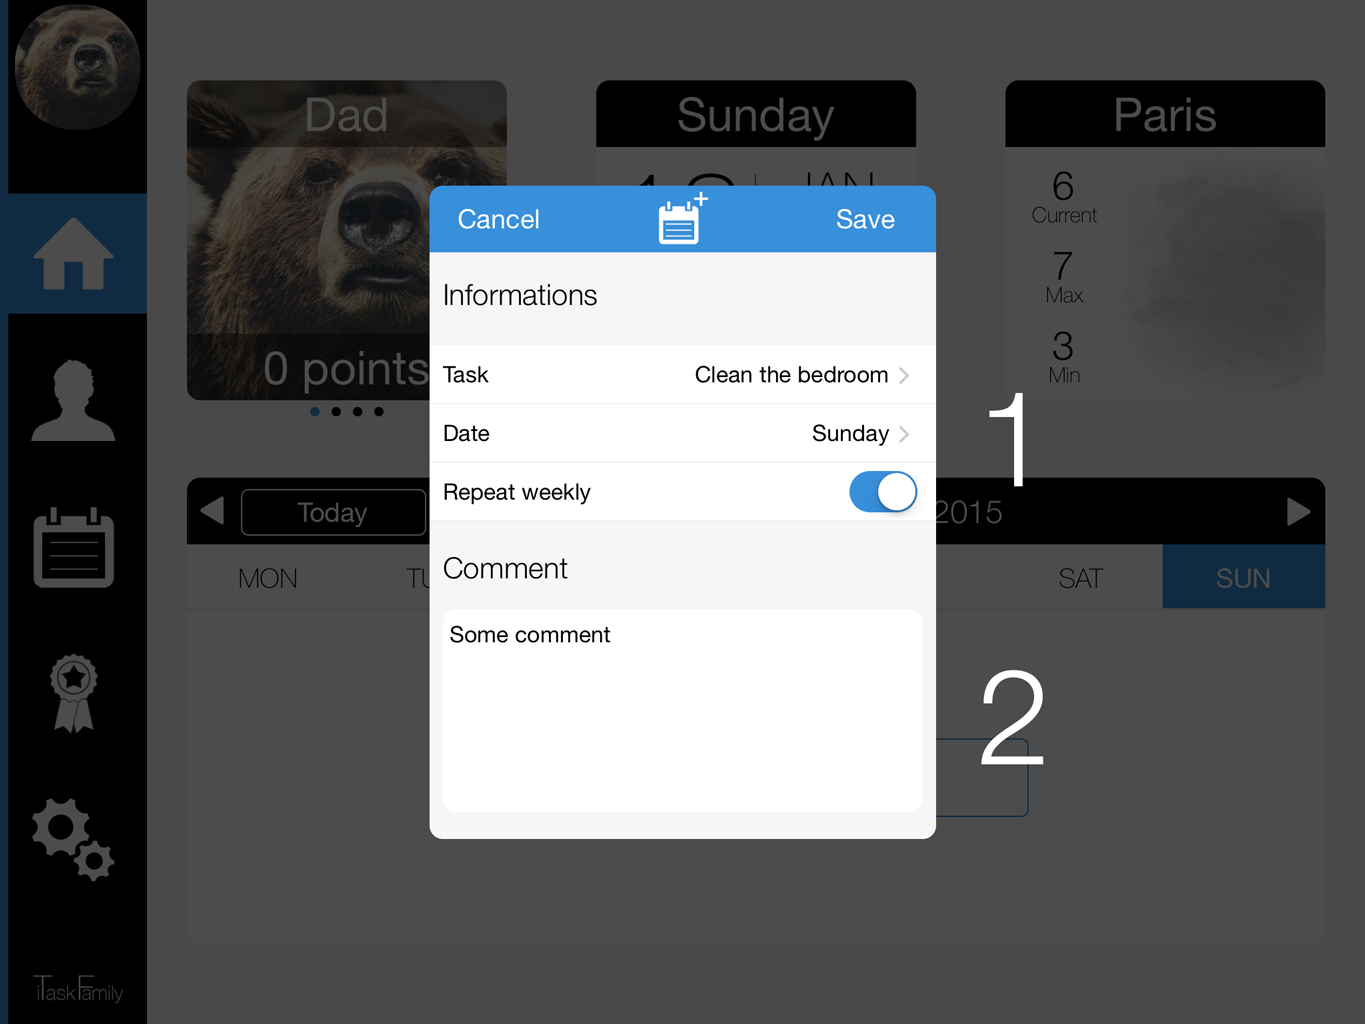 Dad
Sunday
Paris
JAN
6
Current
7
Max
3
Min
0 points
Cancel
Save
Informations
Task
Clean the bedroom
Date
Sunday
Repeat weekly
1
Today
2015
MON
SAT
SUN
Comment
Some comment
2
iTaskFamily